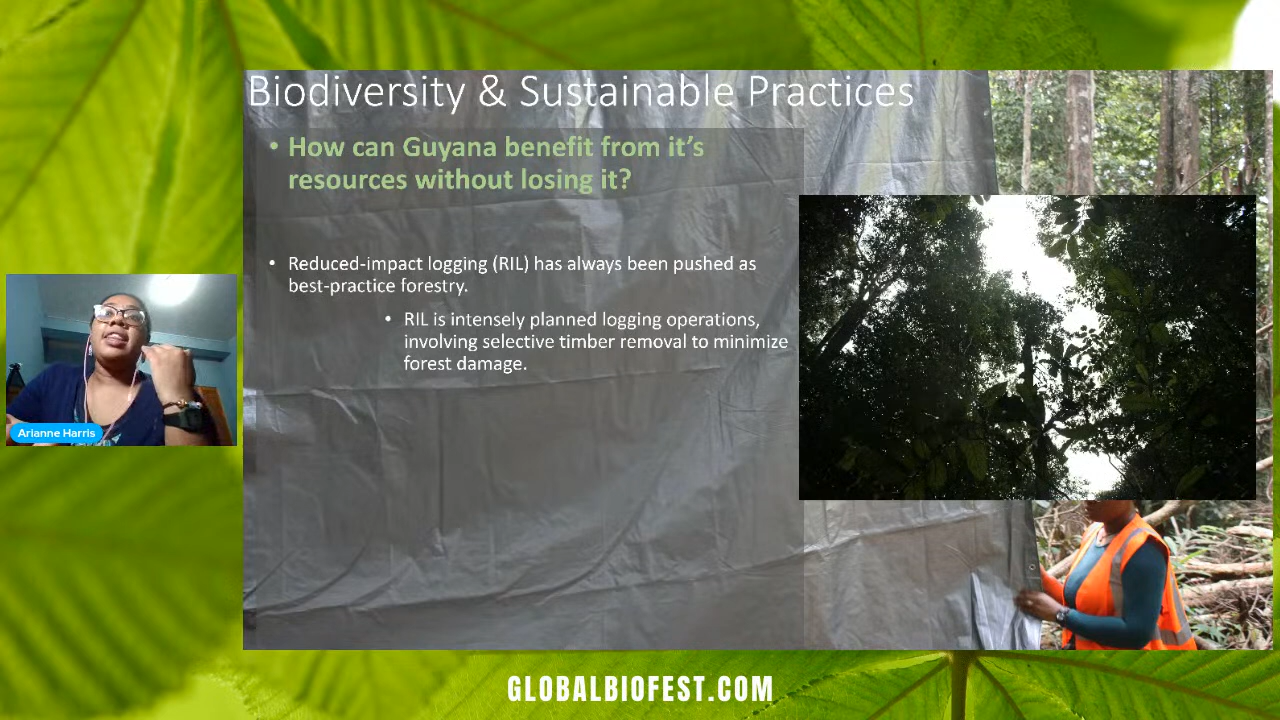 Biodiversity & Sustainable Practices
• How can Guyana benefit from it's
resources without losing it?
• Reduced-impact logging (RIL) has always been pushed as
best-practice forestry.
• RIL is intensely planned logging operations,
involving selective timber removal to minimize
forest damage.
Arianne Harris
GLOBALBIOFEST.COM